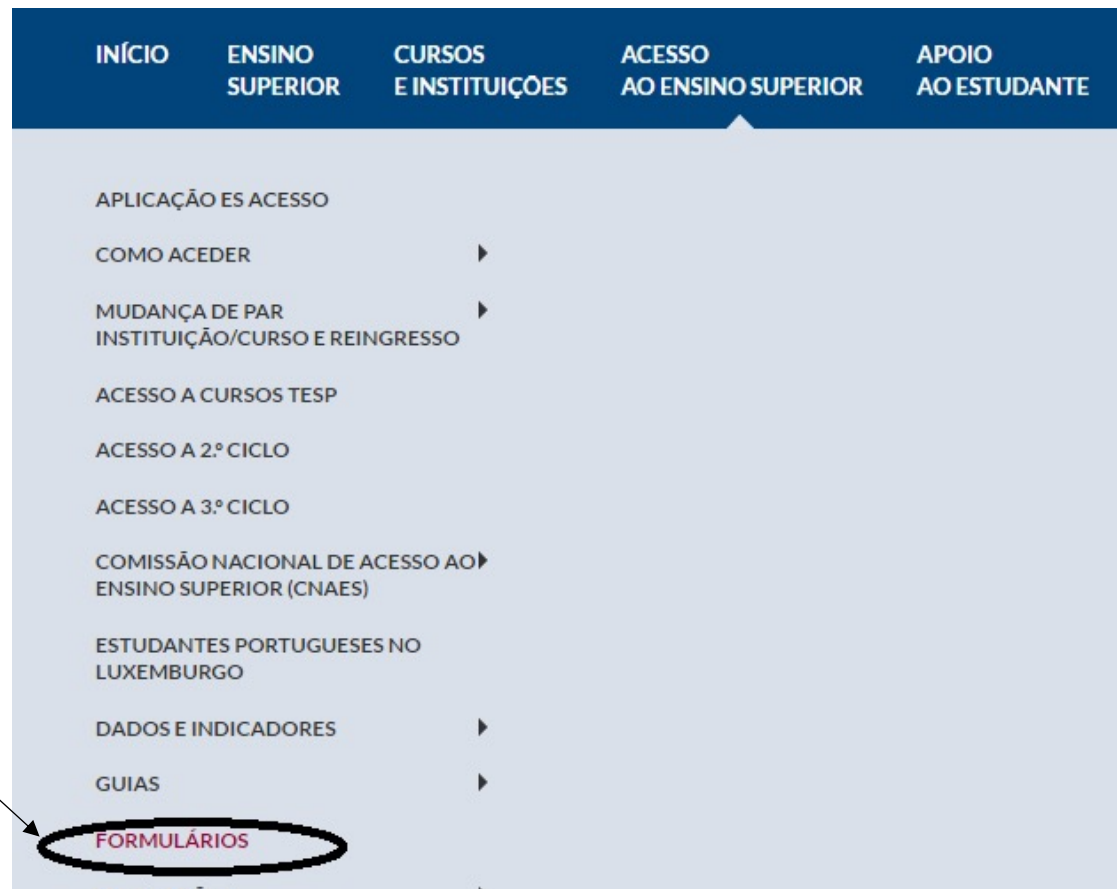 INÍCIO
ENSINO
SUPERIOR
CURSOS
E INSTITUIÇÕES
ACESSO
AO ENSINO SUPERIOR
APOIO
AO ESTUDANTE
APLICAÇÃO ES ACESSO
COMO ACEDER
MUDANÇA DE PAR
INSTITUIÇÃO/CURSO E REINGRESSO
ACESSO A CURSOS TESP
ACESSO A 2.º CICLO
ACESSO A 3.º CICLO
COMISSÃO NACIONAL DE ACESSO AO
ENSINO SUPERIOR (CNAES)
ESTUDANTES PORTUGUESES NO
LUXEMBURGO
DADOS E INDICADORES
GUIAS
FORMULÁRIOS